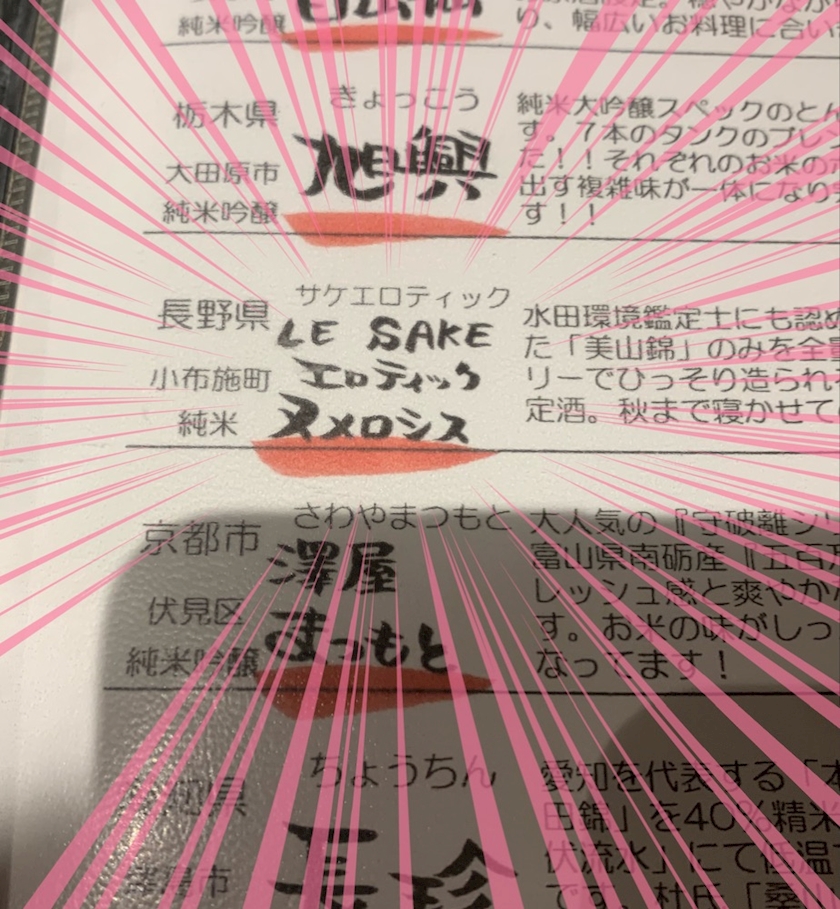 純米吟醸
り、幅広いお料理に合い
栃木県
大田原市
純米吟醸
きょっこう
旭興
純米大吟醸スペックのとん
す。7本のタンクのブレ
た！！それぞれのお米の
出す複雑味が一体になり
す！！
長野県
小布施町
純米
サケエロティック
LE SAKE
エロティック
ヌメロシス
水田環境鑑定士にも認め
た「美山錦」のみを全量
リーでひっそり造られ
定酒。秋まで寝かせて
京都市
伏見区
純米吟醸
さわやまつもと
澤屋
まつもと
大人気の『守破離シリ
富山県南砺産『五百万
レッシュ感と爽やか
す。お米の味がしっ
なってます！
ちょうちん
愛知を代表する「
田錦」を40%精米
伏流水」にて低温
です。杜氏「桑山